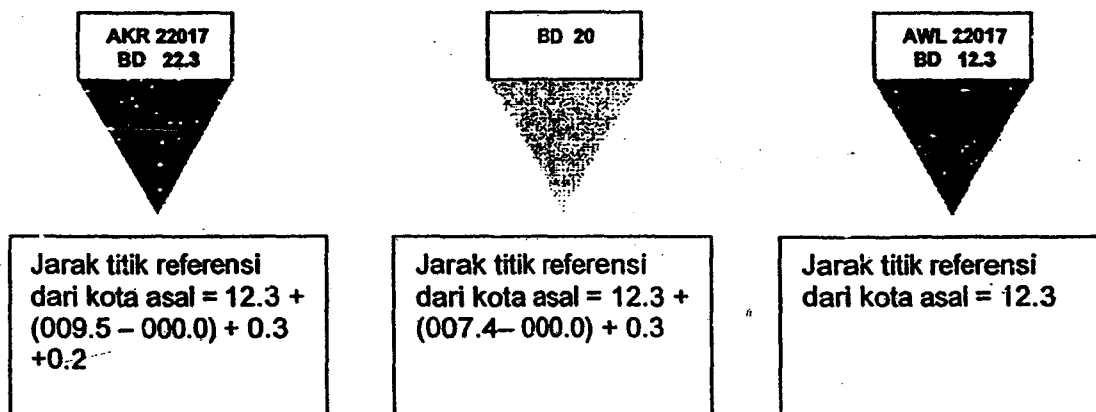 AKR 22017
BD 22.3
BD 20
AWL 22017
BD 12.3
Jarak titik referensi
dari kota asal = 12.3 +
(009.5 – 000.0) + 0.3
+0.2
Jarak titik referensi
dari kota asal = 12.3 +
(007.4– 000.0) + 0.3
Jarak titik referensi
dari kota asal = 12.3